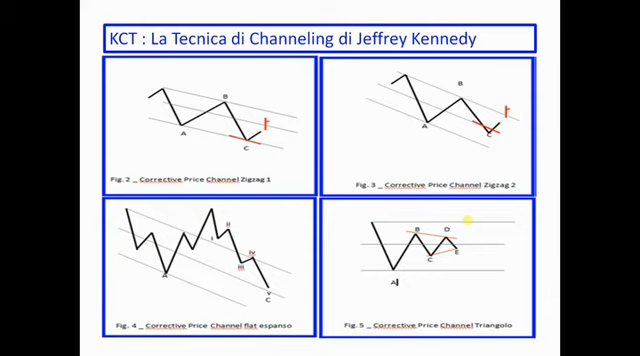 KCT : La Tecnica di Channeling di Jeffrey Kennedy
B
A
C
Fig. 2 _ Corrective Price Channel Zigzag 1
B
A
C
Fig. 3 _ Corrective Price Channel Zigzag 2
ii
i
iv
A
iii
v
C
Fig. 4 _ Corrective Price Channel flat espanso
B
D
C
E
A
Fig. 5 _ Corrective Price Channel Triangolo